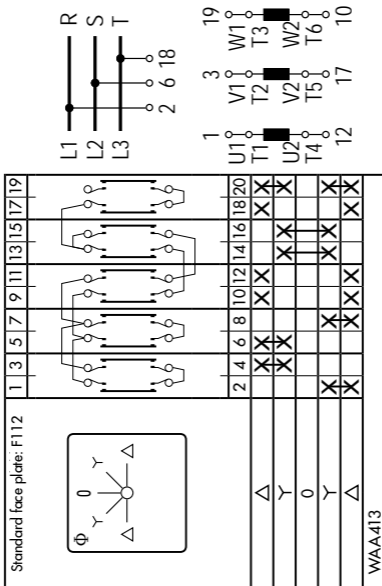 Standard face plate: F112
1 3 5 7 9 11 13 15 17 19
Φ
0
Y Y
Y Y
△ △
2 4 6 8 10 12 14 16 18 20
△
Y
0
Y
△
WAA413
L1 R
L2 S
L3 T
2 6 18
1 3 19
U1 V1 W1
T1 T2 T3
U2 V2 W2
T4 T5 T6
12 17 10